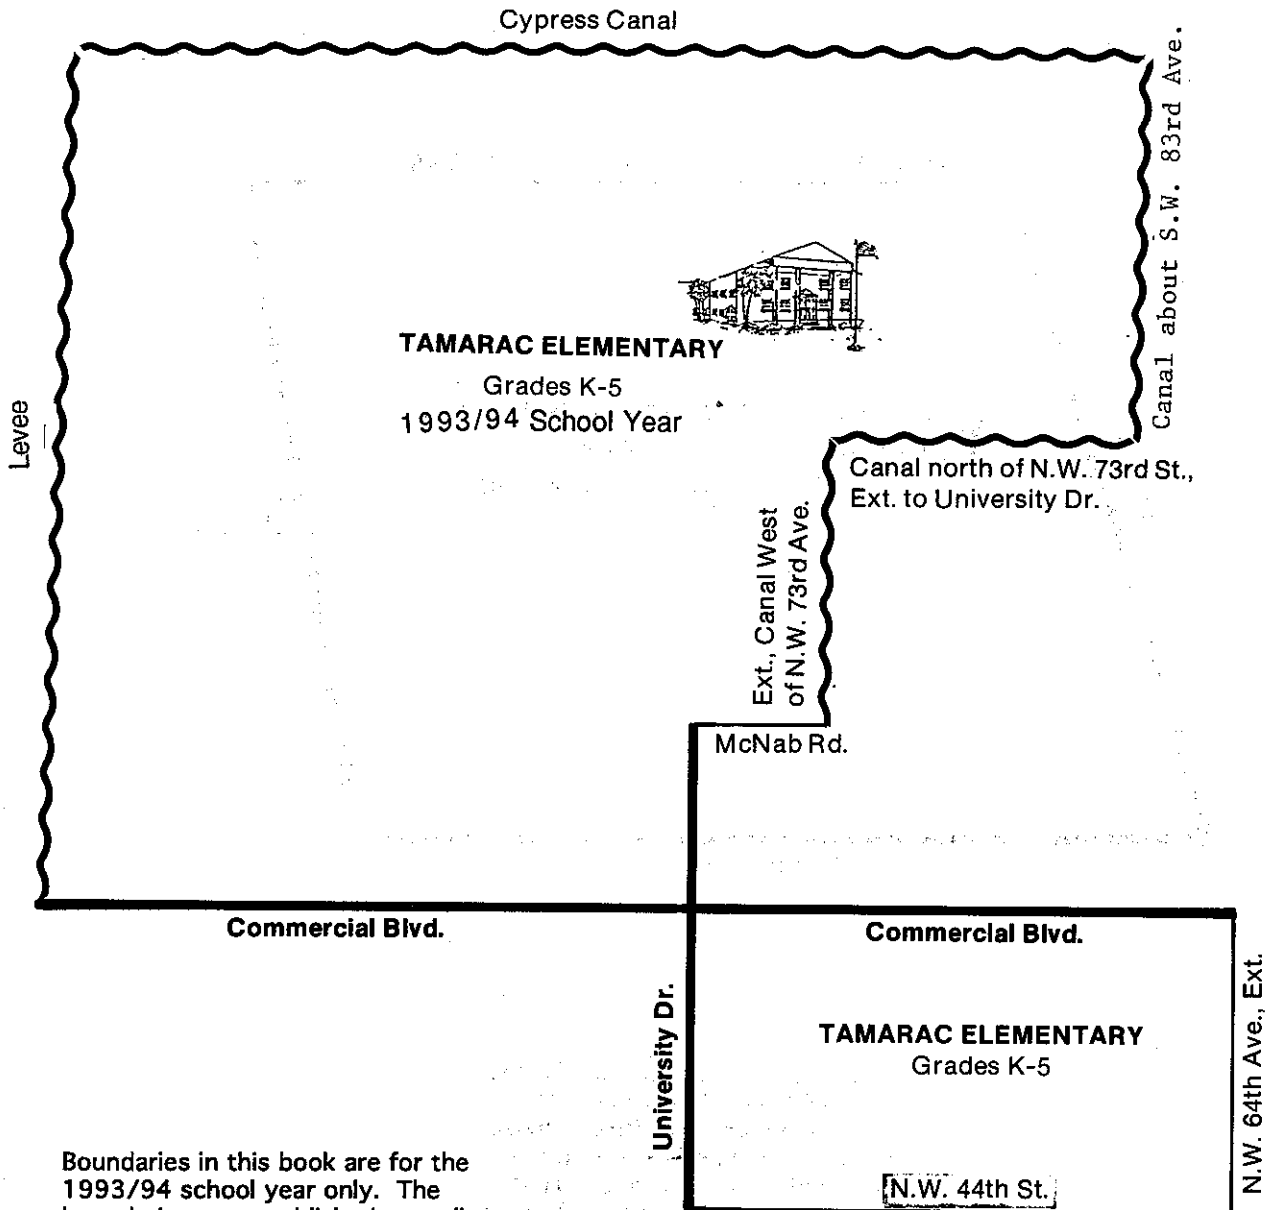 Cypress Canal
Canal about S.W. 83rd Ave.
TAMARAC ELEMENTARY
Grades K-5
1993/94 School Year
Levee
Canal north of N.W. 73rd St.,
Ext. to University Dr.
Ext., Canal West
of N.W. 73rd Ave.
McNab Rd.
Commercial Blvd.
Commercial Blvd.
University Dr.
TAMARAC ELEMENTARY
Grades K-5
N.W. 64th Ave., Ext.
N.W. 44th St.
Boundaries in this book are for the
1993/94 school year only. The